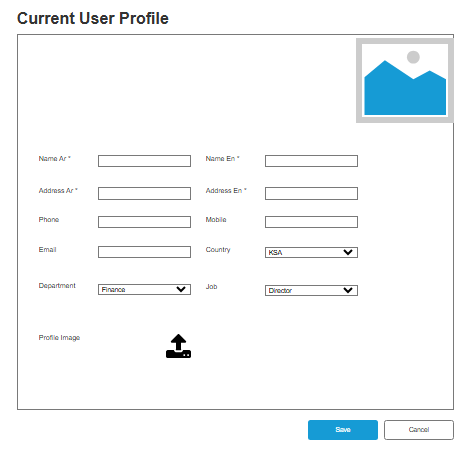 Current User Profile
Name Ar * Name En *
Address Ar * Address En *
Phone Mobile
Email Country KSA
Department Finance Job Director
Profile Image
Save Cancel